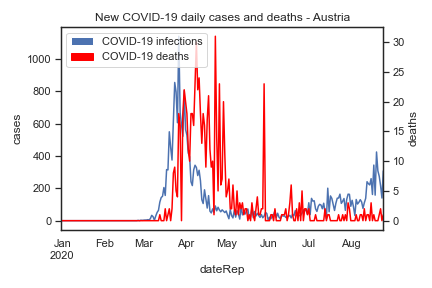 New COVID-19 daily cases and deaths - Austria
COVID-19 infections
COVID-19 deaths
1000
800
600
400
200
0
cases
30
25
20
15
10
5
0
deaths
Jan Feb Mar Apr May Jun Jul Aug
2020
dateRep